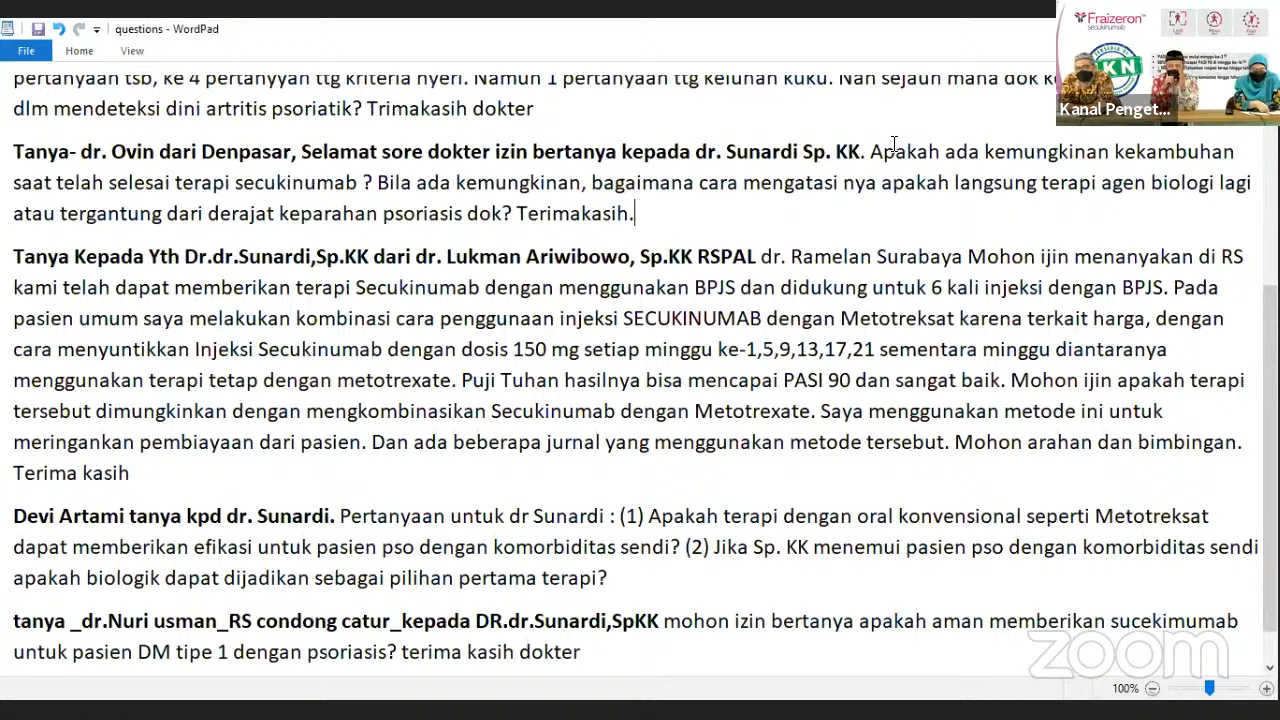 questions - WordPad
File Home View
Fraizeron
secukinumab
KN
Kanal Penget...
pertanyaan tsb, ke 4 pertanyyan ttg kriteria nyeri. 1 pertanyaan ttg keluhan kuku. Nah sejauh mana dok
dlm mendeteksi dini artritis psoriatik? Trimakasih dokter
Tanya- dr. Ovin dari Denpasar, Selamat sore dokter izin bertanya kepada dr. Sunardi Sp. KK. Apakah ada kemungkinan kekambuhan
saat telah selesai terapi secukinumab ? Bila ada kemungkinan, bagaimana cara mengatasi nya apakah langsung terapi agen biologi lagi
atau tergantung dari derajat keparahan psoriasis dok? Terimakasih.
Tanya Kepada Yth Dr.dr.Sunardi,Sp.KK dari dr. Lukman Ariwibowo, Sp.KK RSPAL dr. Ramelan Surabaya Mohon ijin menanyakan di RS
kami telah dapat memberikan terapi Secukinumab dengan menggunakan BPJS dan didukung untuk 6 kali injeksi dengan BPJS. Pada
pasien umum saya melakukan kombinasi cara penggunaan injeksi SECUKINUMAB dengan Metotreksat karena terkait harga, dengan
cara menyuntikkan Injeksi Secukinumab dengan dosis 150 mg setiap minggu ke-1,5,9,13,17,21 sementara minggu diantaranya
menggunakan terapi tetap dengan metotrexate. Puji Tuhan hasilnya bisa mencapai PASI 90 dan sangat baik. Mohon ijin apakah terapi
tersebut dimungkinkan dengan mengkombinasikan Secukinumab dengan Metotrexate. Saya menggunakan metode ini untuk
meringankan pembiayaan dari pasien. Dan ada beberapa jurnal yang menggunakan metode tersebut. Mohon arahan dan bimbingan.
Terima kasih
Devi Artami tanya kpd dr. Sunardi. Pertanyaan untuk dr Sunardi : (1) Apakah terapi dengan oral konvensional seperti Metotreksat
dapat memberikan efikasi untuk pasien pso dengan komorbiditas sendi? (2) Jika Sp. KK menemui pasien pso dengan komorbiditas sendi
apakah biologik dapat dijadikan sebagai pilihan pertama terapi?
tanya _dr.Nuri usman_RS condong catur_kepada DR.dr.Sunardi,SpKK mohon izin bertanya apakah aman memberikan sucekimumab
untuk pasien DM tipe 1 dengan psoriasis? terima kasih dokter
zoom
100%